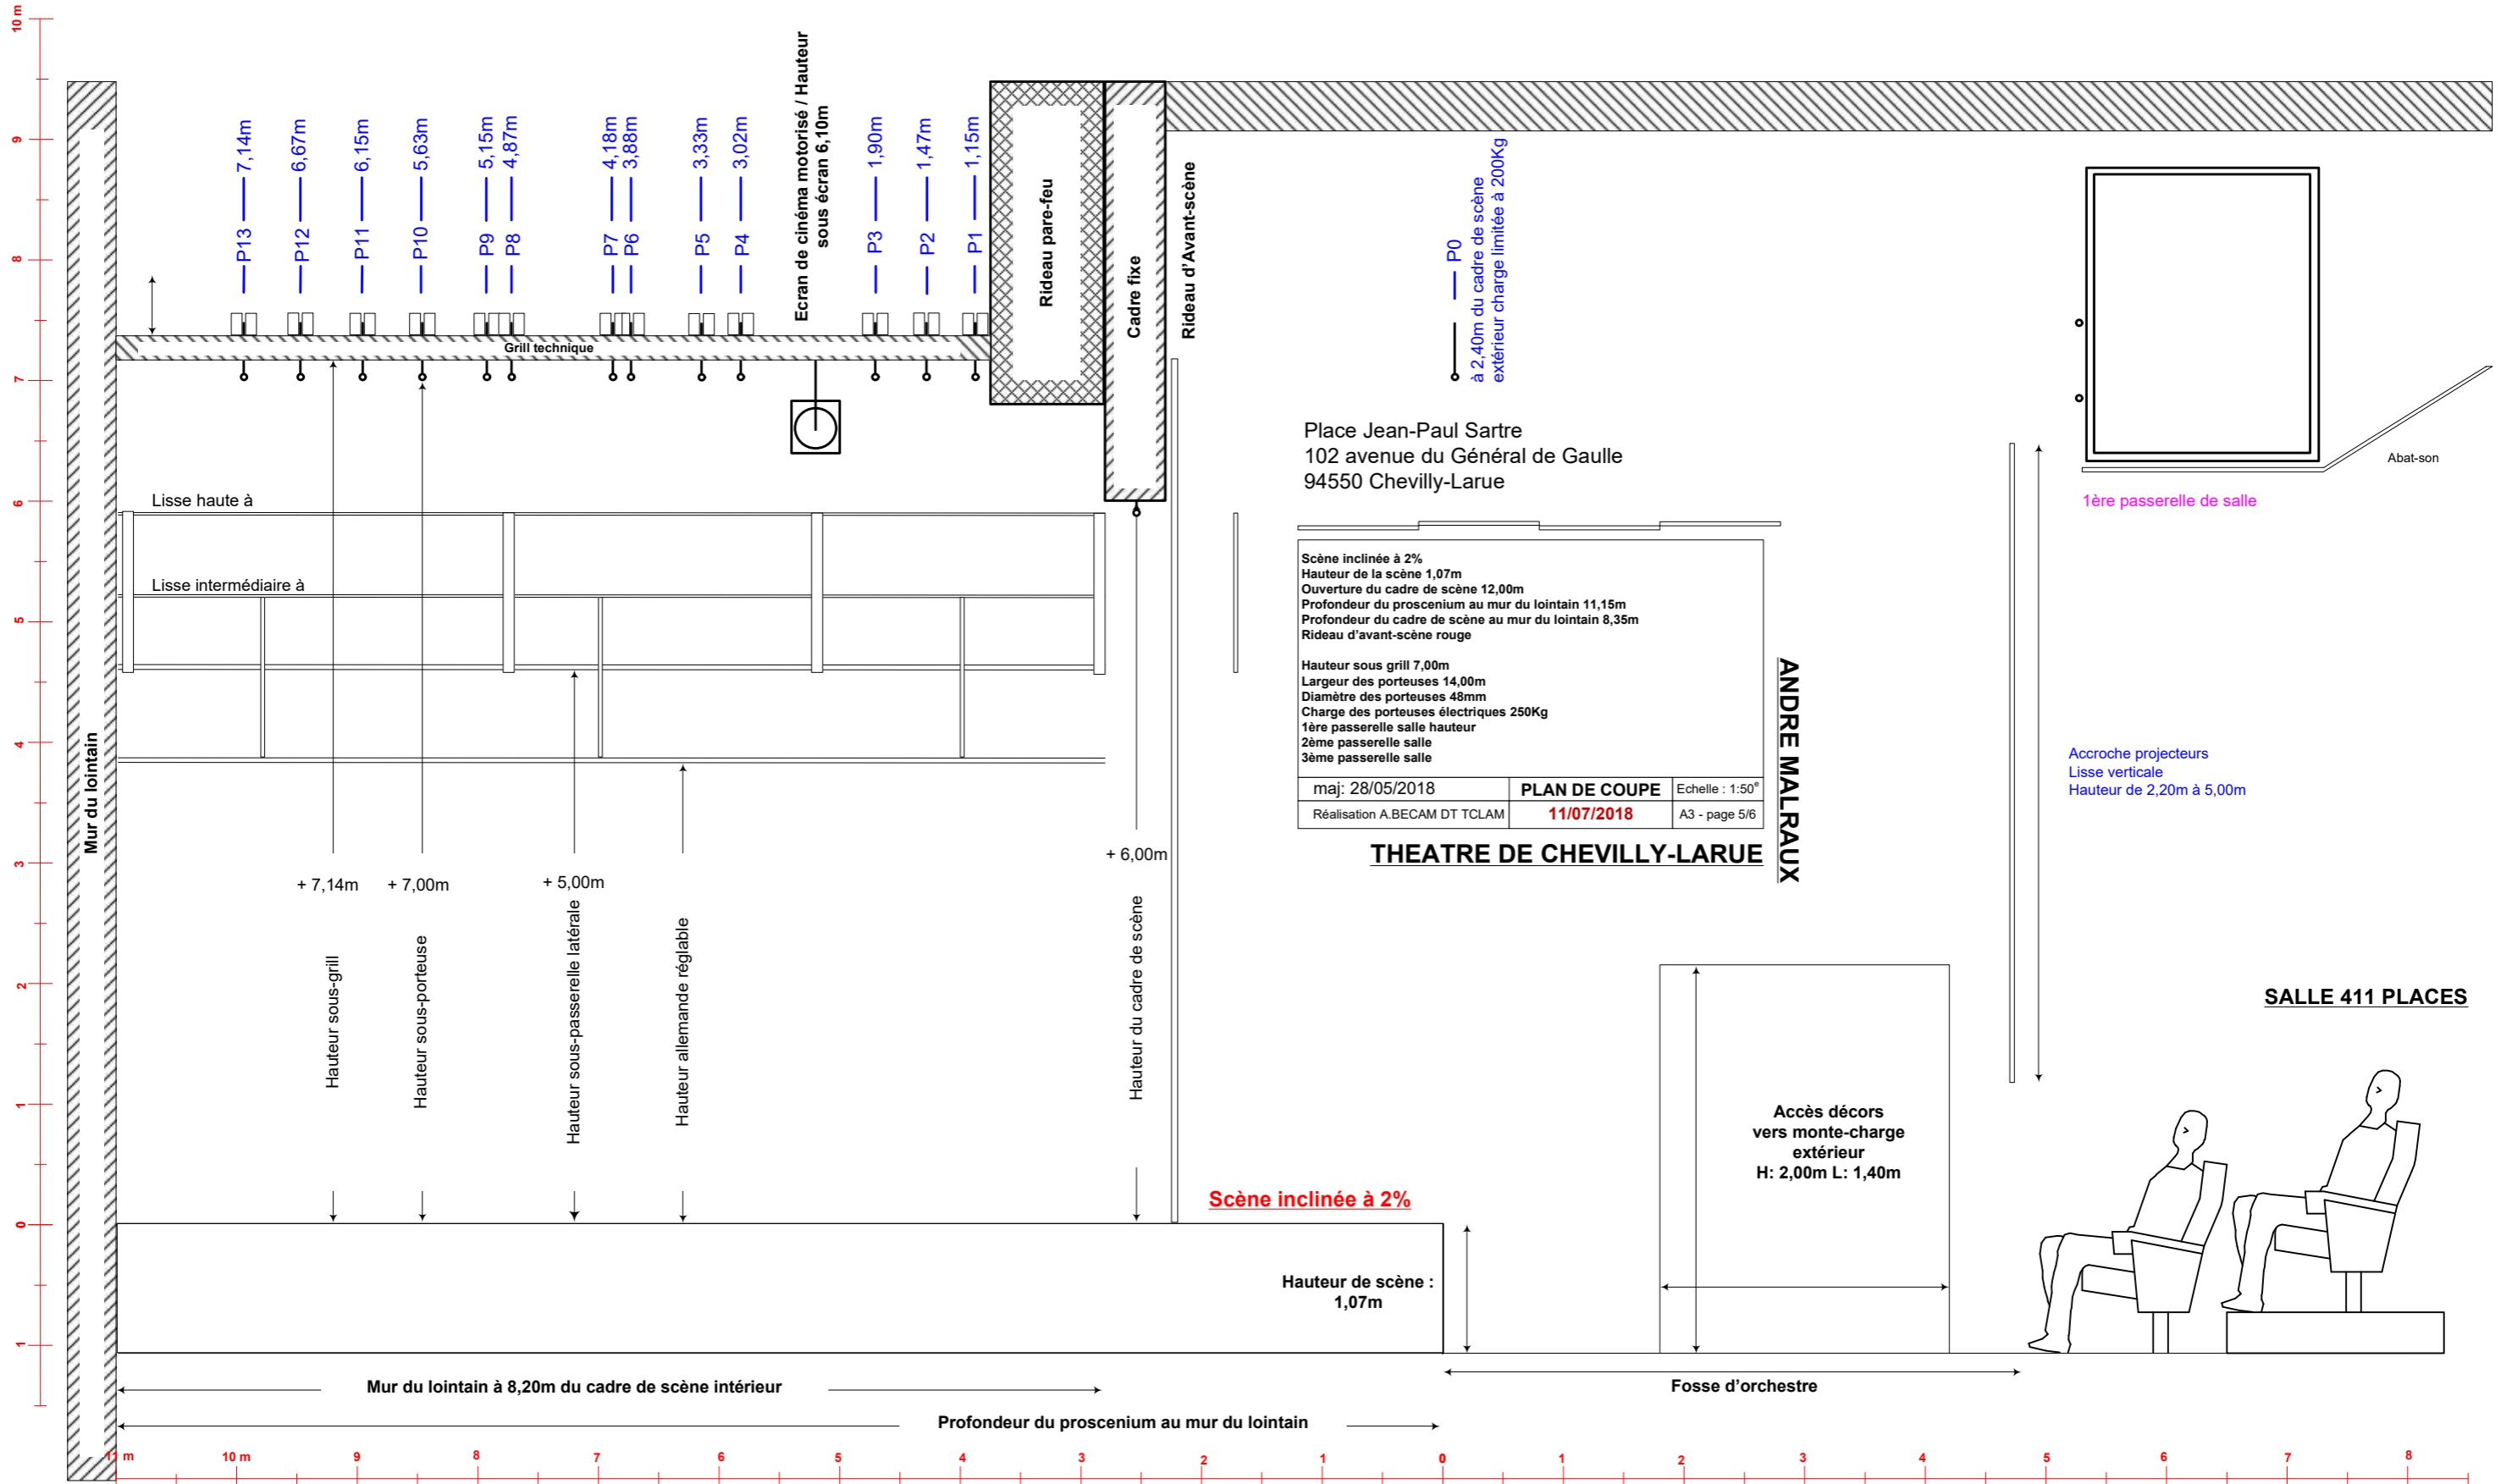 10 m
9
8
7
6
5
4
3
2
1
0
1
P13 7,14m
P12 6,67m
P11 6,15m
P10 5,63m
P9 5,15m
P8 4,87m
P7 4,18m
P6 3,88m
P5 3,33m
P4 3,02m
Ecran de cinéma motorisé / Hauteur
sous écran 6,10m
P3 1,90m
P2 1,47m
P1 1,15m
Rideau pare-feu
Cadre fixe
Rideau d'Avant-scène
P0
à 2,40m du cadre de scène
extérieur charge limitée à 200Kg
Grill technique
Place Jean-Paul Sartre
102 avenue du Général de Gaulle
94550 Chevilly-Larue
Abat-son
1ère passerelle de salle
Lisse haute à
Lisse intermédiaire à
Scène inclinée à 2%
Hauteur de la scène 1,07m
Ouverture du cadre de scène 12,00m
Profondeur du proscenium au mur du lointain 11,15m
Profondeur du cadre de scène au mur du lointain 8,35m
Rideau d'avant-scène rouge
Hauteur sous grill 7,00m
Largeur des porteuses 14,00m
Diamètre des porteuses 48mm
Charge des porteuses électriques 250Kg
1ère passerelle salle hauteur
2ème passerelle salle
3ème passerelle salle
maj: 28/05/2018
PLAN DE COUPE
Echelle : 1:50e
Réalisation A.BECAM DT TCLAM
11/07/2018
A3 - page 5/6
THEATRE DE CHEVILLY-LARUE
ANDRE MALRAUX
Accroche projecteurs
Lisse verticale
Hauteur de 2,20m à 5,00m
Mur du lointain
+ 7,14m
Hauteur sous-grill
+ 7,00m
Hauteur sous-porteuse
+ 5,00m
Hauteur sous-passerelle latérale
Hauteur allemande réglable
+ 6,00m
Hauteur du cadre de scène
SALLE 411 PLACES
Accès décors
vers monte-charge
extérieur
H: 2,00m L: 1,40m
Scène inclinée à 2%
Hauteur de scène :
1,07m
Mur du lointain à 8,20m du cadre de scène intérieur
Fosse d'orchestre
Profondeur du proscenium au mur du lointain
11 m
10 m
9
8
7
6
5
4
3
2
1
0
1
2
3
4
5
6
7
8